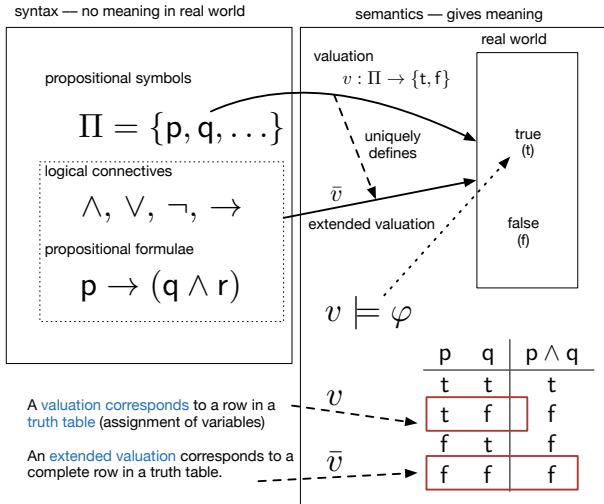 syntax — no meaning in real world
semantics — gives meaning
real world
propositional symbols
Π = {p, q, . . .}
valuation
v : Π → {t, f}
uniquely
defines
true
(t)
logical connectives
∧, ∨, ¬, →
v̄
extended valuation
false
(f)
propositional formulae
p → (q ∧ r)
v ⊨ φ
p q p ∧ q
t t t
t f f
f t f
f f f
A valuation corresponds to a row in a
truth table (assignment of variables)
v
An extended valuation corresponds to a
complete row in a truth table.
v̄